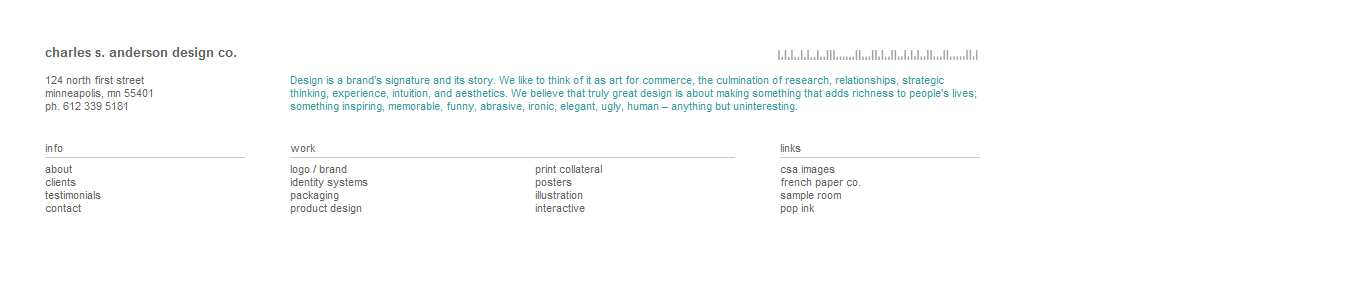 charles s. anderson design co.
124 north first street
minneapolis, mn 55401
ph. 612 339 5181
Design is a brand's signature and its story. We like to think of it as art for commerce, the culmination of research, relationships, strategic
thinking, experience, intuition, and aesthetics. We believe that truly great design is about making something that adds richness to people's lives;
something inspiring, memorable, funny, abrasive, ironic, elegant, ugly, human – anything but uninteresting.
info
about
clients
testimonials
contact
work
logo / brand
identity systems
packaging
product design
print collateral
posters
illustration
interactive
links
csa images
french paper co.
sample room
pop ink